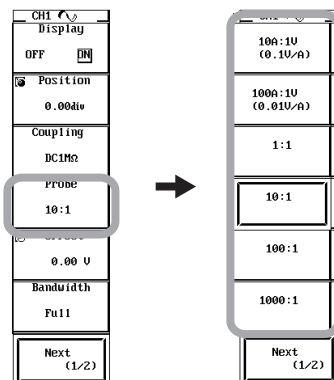 CH1
Display
OFF ON
Position
0.00div
Coupling
DC1MΩ
Probe
10:1
Offset
0.00 V
Bandwidth
Full
Next
(1/2)
CH1
10A:1V
(0.1V/A)
100A:1V
(0.01V/A)
1:1
10:1
100:1
1000:1
Next
(1/2)